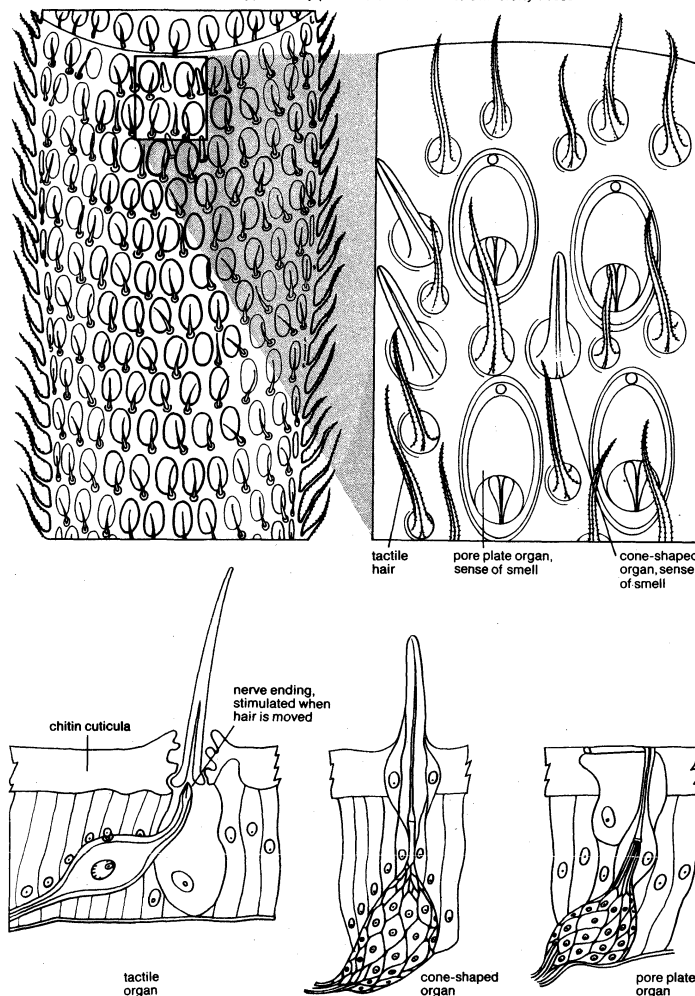 tactile
hair
pore plate organ,
sense of smell
cone-shaped
organ, sense
of smell
nerve ending,
stimulated when
hair is moved
chitin cuticula
tactile
organ
cone-shaped
organ
pore plate
organ